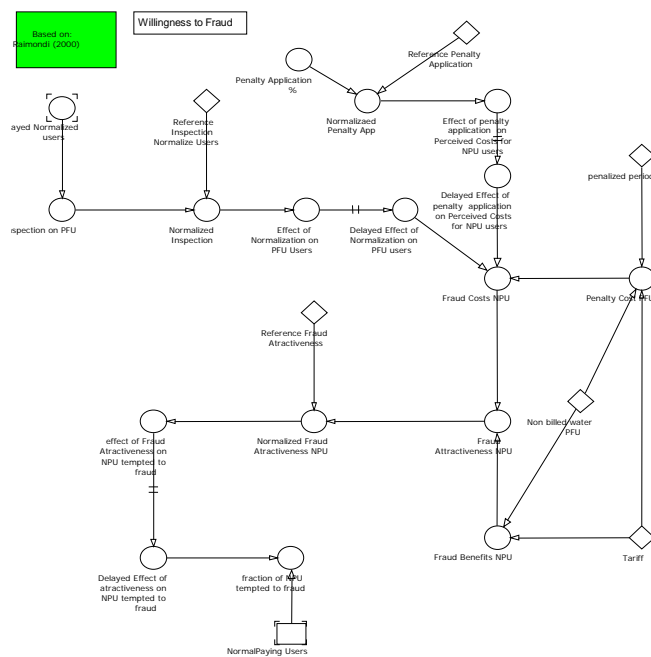 Willingness to Fraud
Based on:
Raimondi (2000)
Reference Penalty
Application
Penalty Application
%
Normalizaed
Penalty App
Effect of penalty
application on
Perceived Costs for
NPU users
ayed Normalized
users
Reference
Inspection
Normalize Users
penalized period
Delayed Effect of
penalty application
on Perceived Costs
for NPU users
spection on PFU
Normalized
Inspection
Effect of
Normalization on
PFU Users
Delayed Effect of
Normalization on
PFU users
Fraud Costs NPU
Penalty Cost PFU
Reference Fraud
Atractiveness
Non billed water
PFU
effect of Fraud
Atractiveness on
NPU tempted to
fraud
Normalized Fraud
Atractiveness NPU
Fraud
Attractiveness NPU
Fraud Benefits NPU
Tariff
Delayed Effect of
atractiveness on
NPU tempted to
fraud
fraction of NPU
tempted to fraud
NormalPaying Users